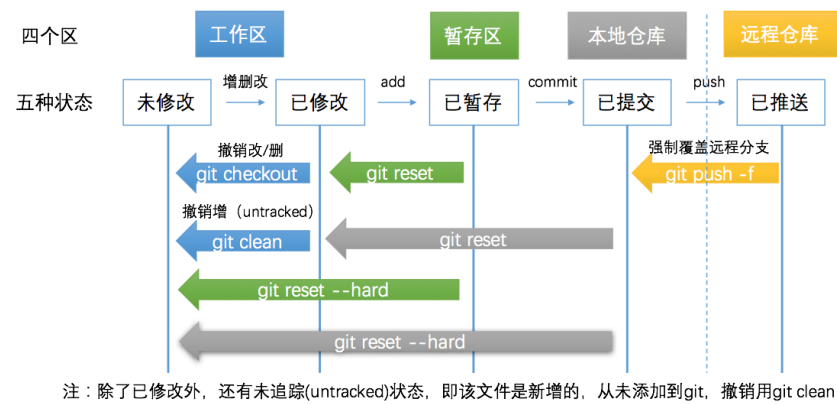 四个区 工作区 暂存区 本地仓库 远程仓库
增删改 add commit push
五种状态 未修改 已修改 已暂存 已提交 已推送
撤销改/删 强制覆盖远程分支
git checkout git reset git push -f
撤销增（untracked）
git clean git reset
git reset --hard
git reset --hard
注：除了已修改外，还有未追踪(untracked)状态，即该文件是新增的，从未添加到git，撤销用git clean